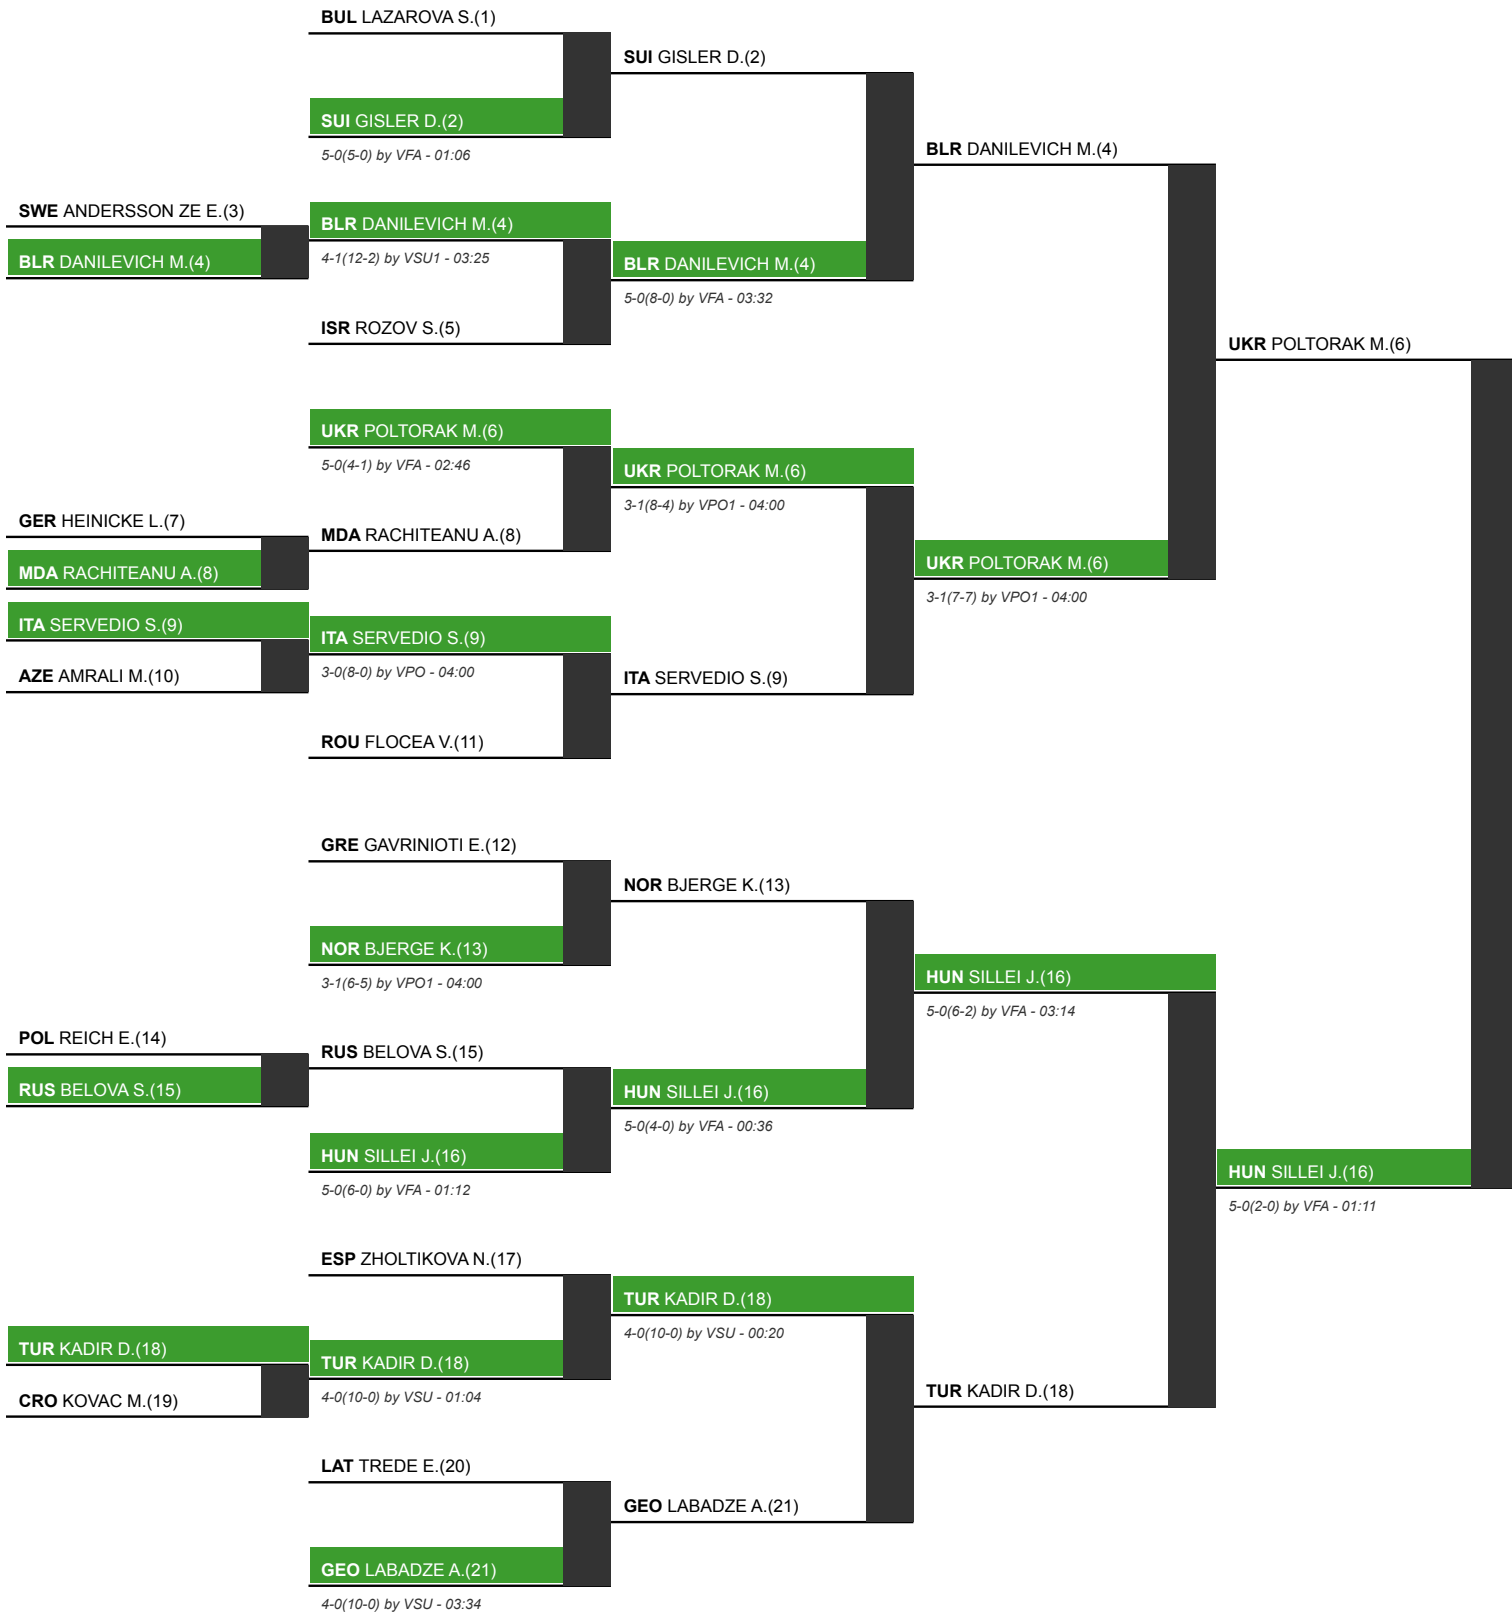 BUL LAZAROVA S.(1)
SUI GISLER D.(2)
5-0(5-0) by VFA - 01:06
SWE ANDERSSON ZE E.(3)
BLR DANILEVICH M.(4)
BLR DANILEVICH M.(4)
4-1(12-2) by VSU1 - 03:25
ISR ROZOV S.(5)
UKR POLTORAK M.(6)
5-0(4-1) by VFA - 02:46
GER HEINICKE L.(7)
MDA RACHITEANU A.(8)
MDA RACHITEANU A.(8)
ITA SERVEDIO S.(9)
AZE AMRALI M.(10)
ITA SERVEDIO S.(9)
3-0(8-0) by VPO - 04:00
ROU FLOCEA V.(11)
SUI GISLER D.(2)
BLR DANILEVICH M.(4)
5-0(8-0) by VFA - 03:32
UKR POLTORAK M.(6)
3-1(8-4) by VPO1 - 04:00
ITA SERVEDIO S.(9)
BLR DANILEVICH M.(4)
UKR POLTORAK M.(6)
3-1(7-7) by VPO1 - 04:00
UKR POLTORAK M.(6)
GRE GAVRINIOTI E.(12)
NOR BJERGE K.(13)
3-1(6-5) by VPO1 - 04:00
POL REICH E.(14)
RUS BELOVA S.(15)
RUS BELOVA S.(15)
HUN SILLEI J.(16)
5-0(6-0) by VFA - 01:12
ESP ZHOLTIKOVA N.(17)
TUR KADIR D.(18)
CRO KOVAC M.(19)
TUR KADIR D.(18)
4-0(10-0) by VSU - 01:04
LAT TREDE E.(20)
GEO LABADZE A.(21)
4-0(10-0) by VSU - 03:34
NOR BJERGE K.(13)
HUN SILLEI J.(16)
5-0(4-0) by VFA - 00:36
TUR KADIR D.(18)
4-0(10-0) by VSU - 00:20
GEO LABADZE A.(21)
HUN SILLEI J.(16)
5-0(6-2) by VFA - 03:14
TUR KADIR D.(18)
HUN SILLEI J.(16)
5-0(2-0) by VFA - 01:11